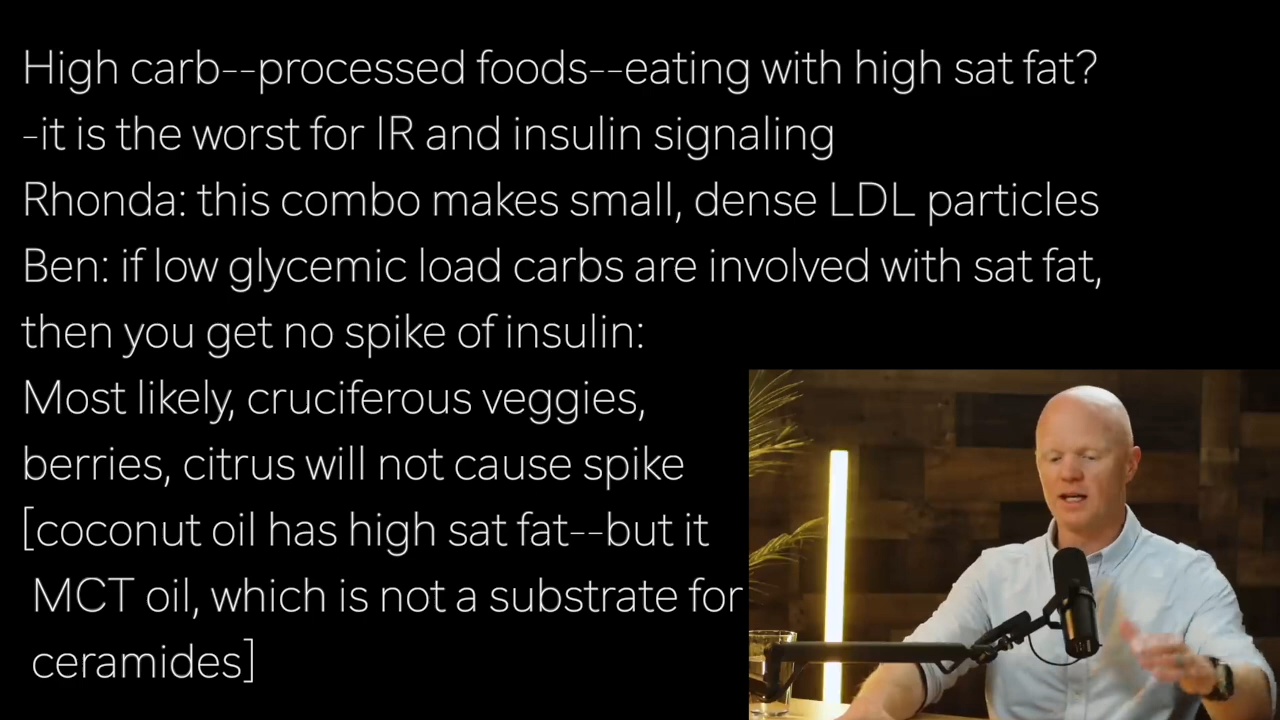 High carb--processed foods--eating with high sat fat?
-it is the worst for IR and insulin signaling
Rhonda: this combo makes small, dense LDL particles
Ben: if low glycemic load carbs are involved with sat fat,
then you get no spike of insulin:
Most likely, cruciferous veggies,
berries, citrus will not cause spike
[coconut oil has high sat fat--but it
MCT oil, which is not a substrate for
ceramides]